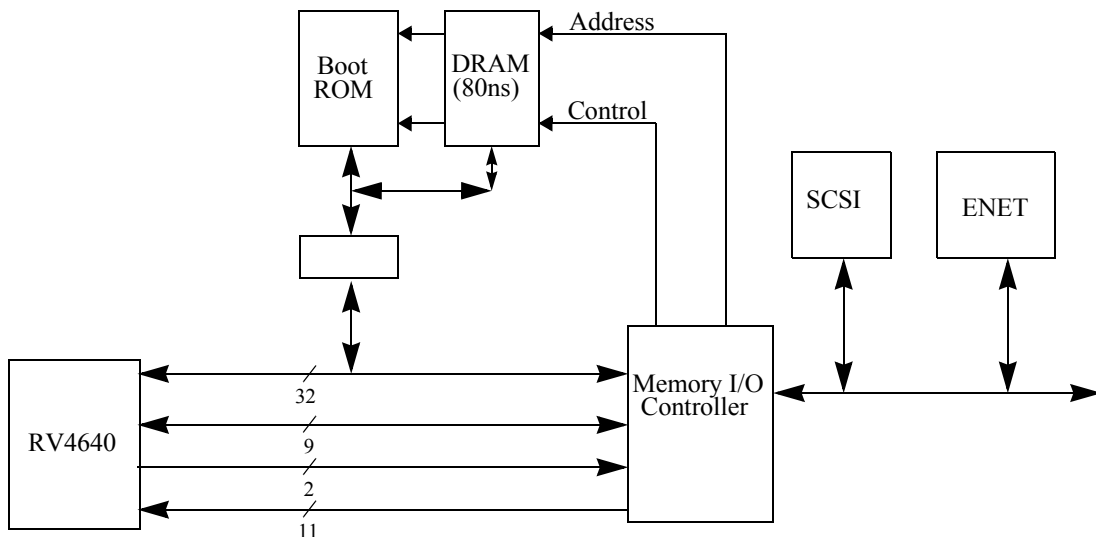 Address
Boot
ROM
DRAM
(80ns)
Control
SCSI
ENET
32
Memory I/O
Controller
RV4640
9
2
11